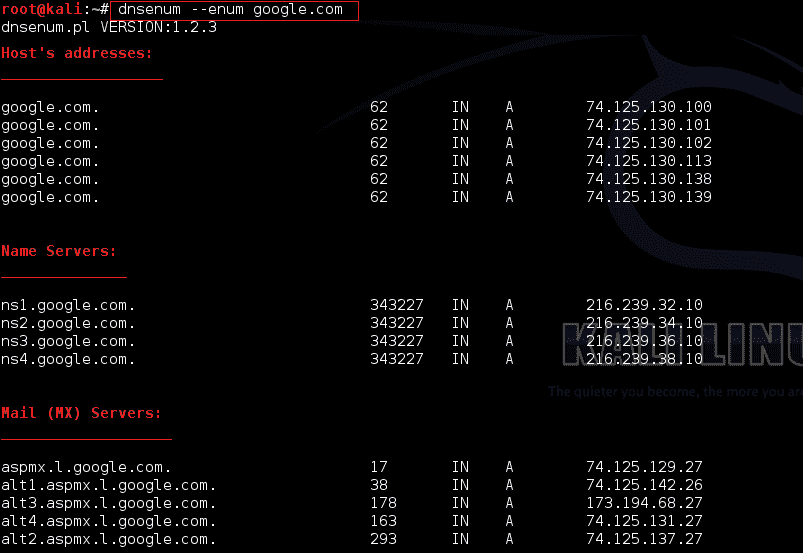 root@kali:~# dnsenum --enum google.com
dnsenum.pl VERSION:1.2.3
Host's addresses:
__________________
google.com. 62 IN A 74.125.130.100
google.com. 62 IN A 74.125.130.101
google.com. 62 IN A 74.125.130.102
google.com. 62 IN A 74.125.130.113
google.com. 62 IN A 74.125.130.138
google.com. 62 IN A 74.125.130.139
Name Servers:
______________
ns1.google.com. 343227 IN A 216.239.32.10
ns2.google.com. 343227 IN A 216.239.34.10
ns3.google.com. 343227 IN A 216.239.36.10
ns4.google.com. 343227 IN A 216.239.38.10
KALI LINU
The quieter you become, the more you are
Mail (MX) Servers:
___________________
aspmx.l.google.com. 17 IN A 74.125.129.27
alt1.aspmx.l.google.com. 38 IN A 74.125.142.26
alt3.aspmx.l.google.com. 178 IN A 173.194.68.27
alt4.aspmx.l.google.com. 163 IN A 74.125.131.27
alt2.aspmx.l.google.com. 293 IN A 74.125.137.27